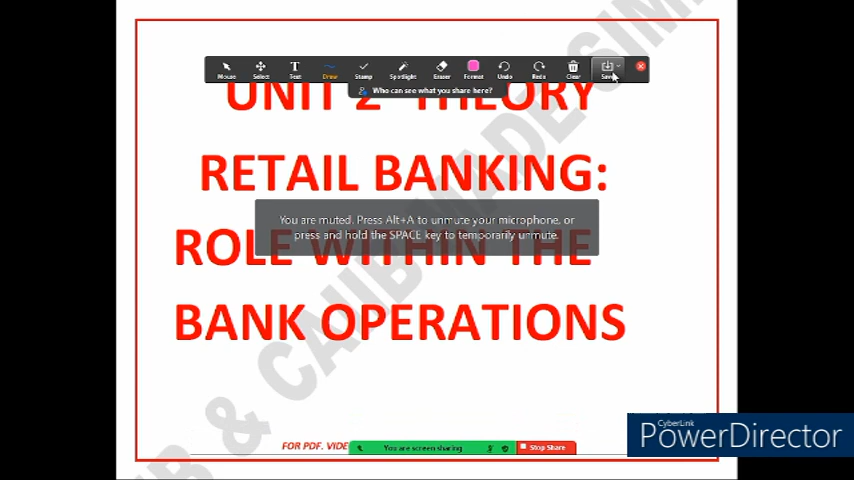 Mouse Select Text Draw Stamp Spotlight Eraser Format Undo Redo Clear Save
Who can see what you share here?
UNIT 2 THEORY
RETAIL BANKING:
You are muted. Press Alt+A to unmute your microphone, or
press and hold the SPACE key to temporarily unmute.
ROLE WITHIN THE
BANK OPERATIONS
& CAIIB MADE SIM
CyberLink
PowerDirector
FOR PDF. VIDE
You are screen sharing
Stop Share